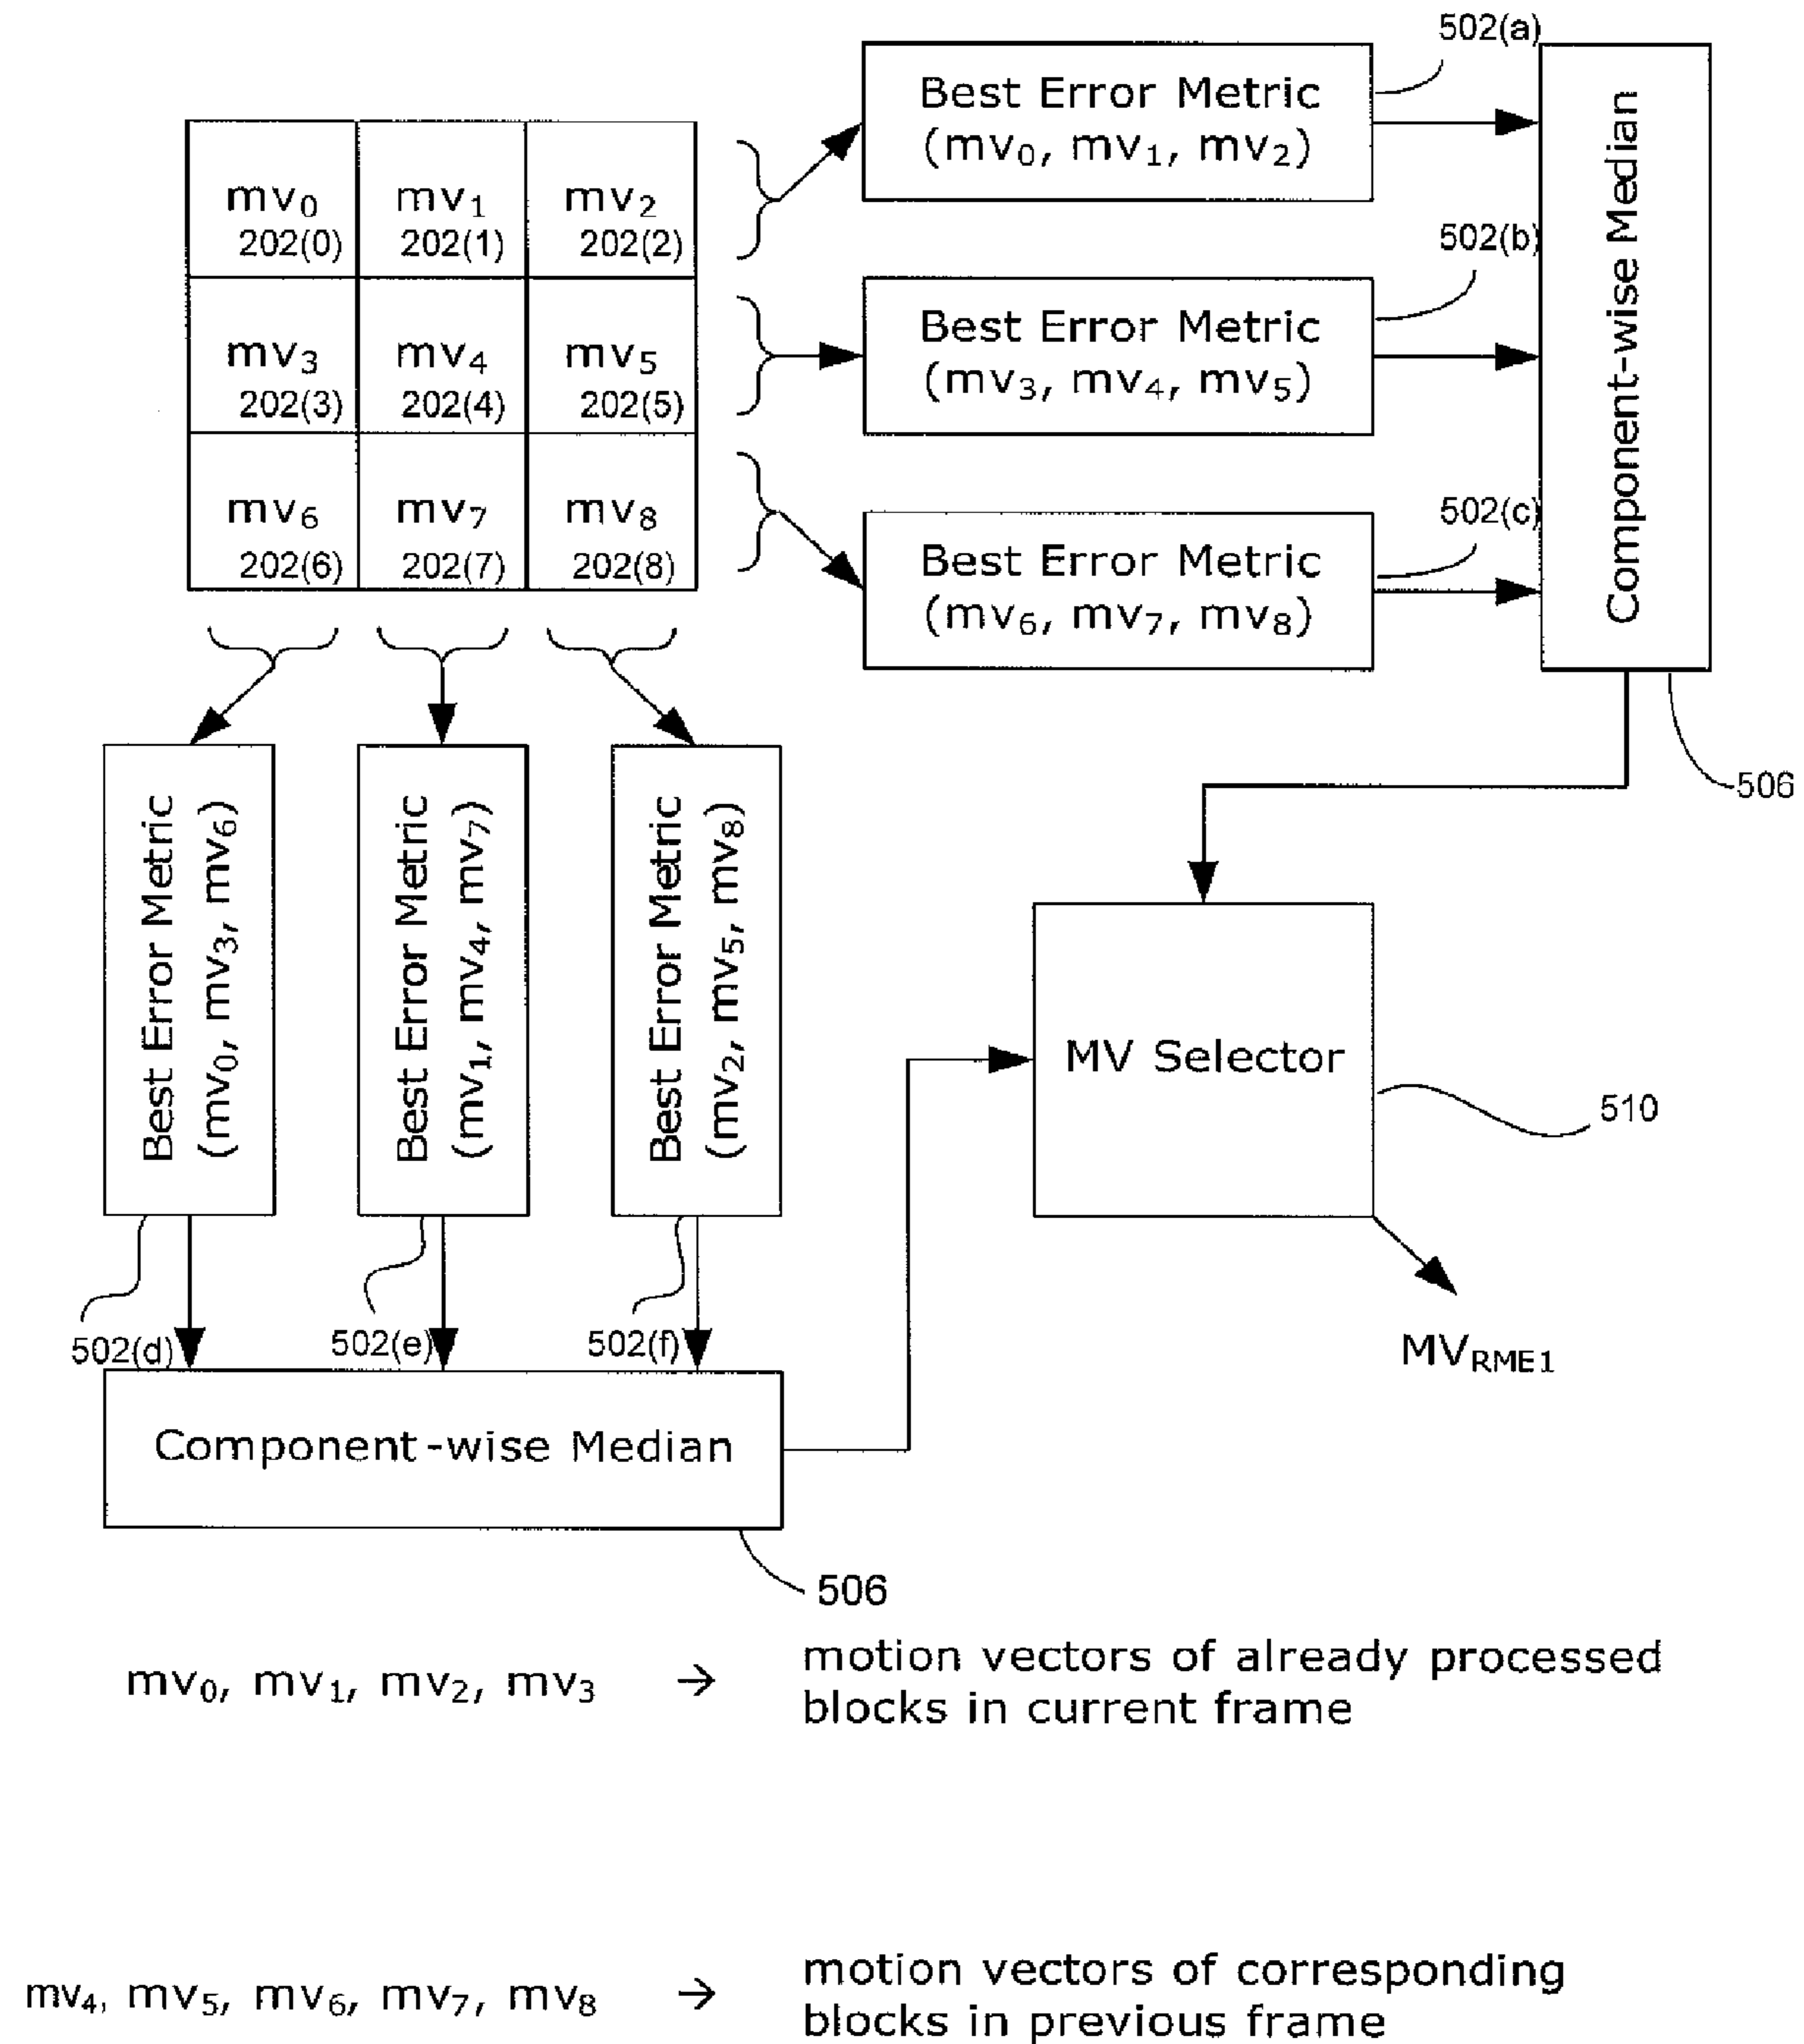 502(a)
Best Error Metric
(mv₀, mv₁, mv₂)
mv₀ mv₁ mv₂
202(0) 202(1) 202(2)
502(b)
Best Error Metric
(mv₃, mv₄, mv₅)
mv₃ mv₄ mv₅
202(3) 202(4) 202(5)
502(c)
Best Error Metric
(mv₆, mv₇, mv₈)
mv₆ mv₇ mv₈
202(6) 202(7) 202(8)
Component-wise Median
506
Best Error Metric
(mv₀, mv₃, mv₆)
Best Error Metric
(mv₁, mv₄, mv₇)
Best Error Metric
(mv₂, mv₅, mv₈)
MV Selector
510
502(d) 502(e) 502(f)
MV_RME1
Component-wise Median
506
mv₀, mv₁, mv₂, mv₃ → motion vectors of already processed
blocks in current frame
mv₄, mv₅, mv₆, mv₇, mv₈ → motion vectors of corresponding
blocks in previous frame